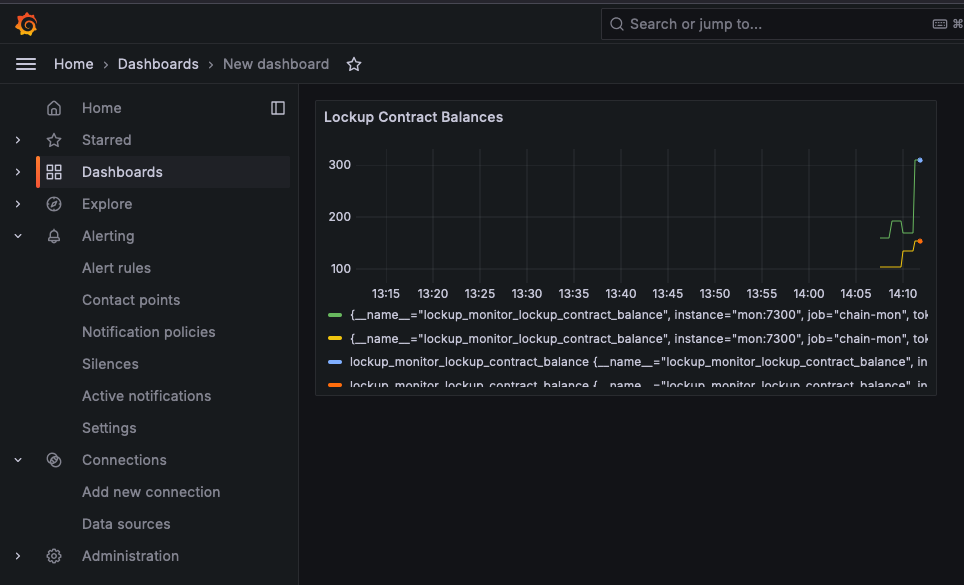 Search or jump to...
⌘
Home › Dashboards › New dashboard
Home
Starred
Dashboards
Explore
Alerting
Alert rules
Contact points
Notification policies
Silences
Active notifications
Settings
Connections
Add new connection
Data sources
Administration
Lockup Contract Balances
300
200
100
13:15 13:20 13:25 13:30 13:35 13:40 13:45 13:50 13:55 14:00 14:05 14:10
{__name__="lockup_monitor_lockup_contract_balance", instance="mon:7300", job="chain-mon", tok
{__name__="lockup_monitor_lockup_contract_balance", instance="mon:7300", job="chain-mon", tok
lockup_monitor_lockup_contract_balance {__name__="lockup_monitor_lockup_contract_balance", in
lockup_monitor_lockup_contract_balance {__name__="lockup_monitor_lockup_contract_balance", in